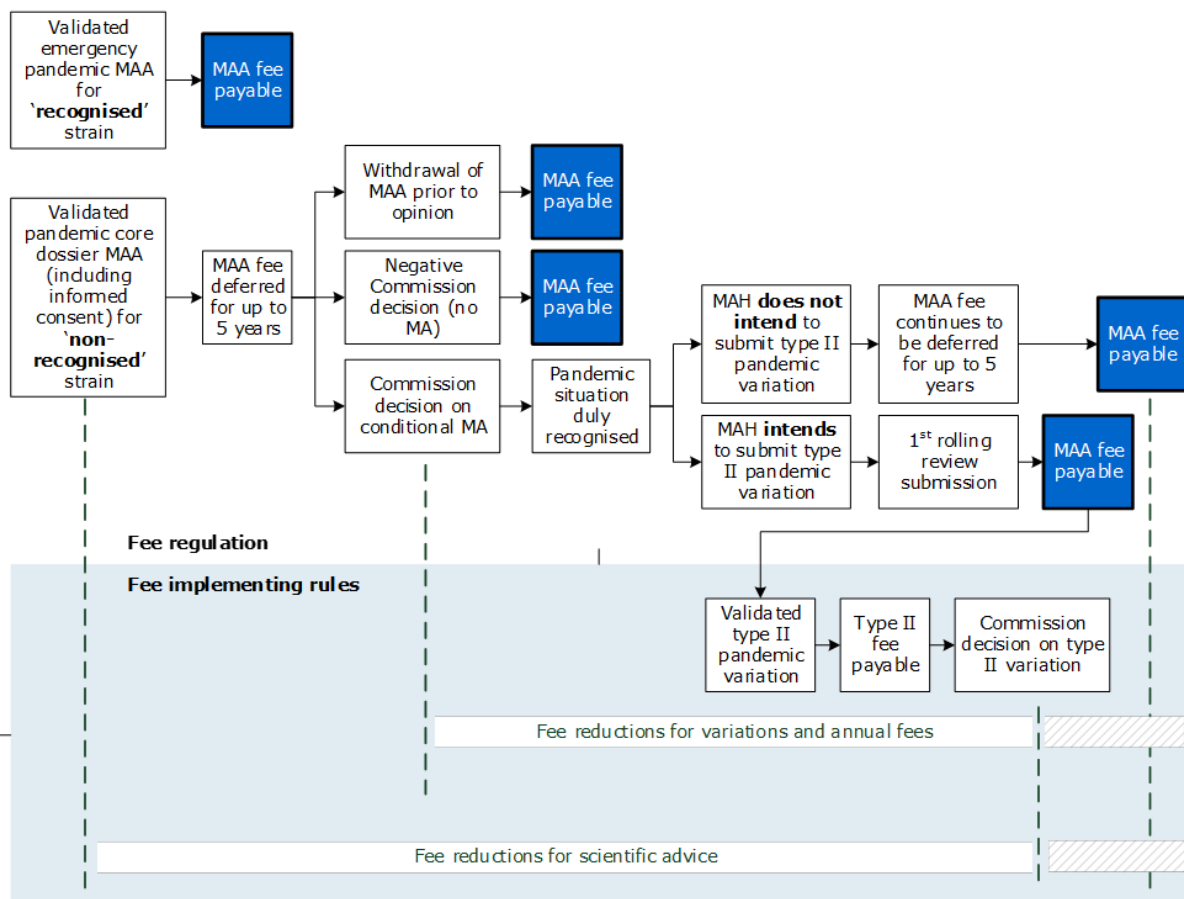 Validated
emergency
pandemic MAA
for
‘recognised’
strain
MAA fee
payable
Validated
pandemic core
dossier MAA
(including
informed
consent) for
‘non-
recognised’
strain
MAA fee
deferred
for up to
5 years
Withdrawal of
MAA prior to
opinion
MAA fee
payable
Negative
Commission
decision (no
MA)
MAA fee
payable
Commission
decision on
conditional MA
Pandemic
situation
duly
recognised
MAH does not
intend to
submit type II
pandemic
variation
MAA fee
continues to
be deferred
for up to 5
years
MAA fee
payable
MAH intends
to submit type
II pandemic
variation
1st rolling
review
submission
MAA fee
payable
Fee regulation
Fee implementing rules
Validated
type II
pandemic
variation
Type II
fee
payable
Commission
decision on type
II variation
Fee reductions for variations and annual fees
Fee reductions for scientific advice